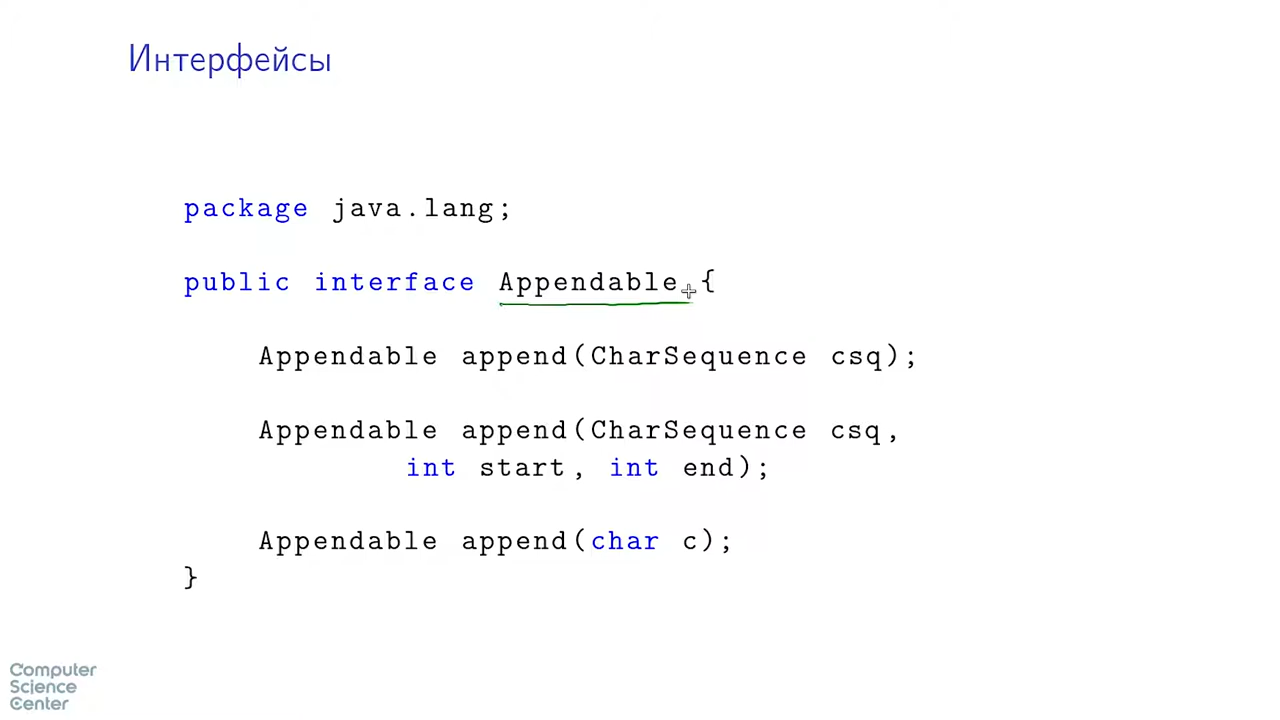 Интерфейсы
package java.lang;
public interface Appendable {
Appendable append(CharSequence csq);
Appendable append(CharSequence csq,
int start, int end);
Appendable append(char c);
}
Computer
Science
Center